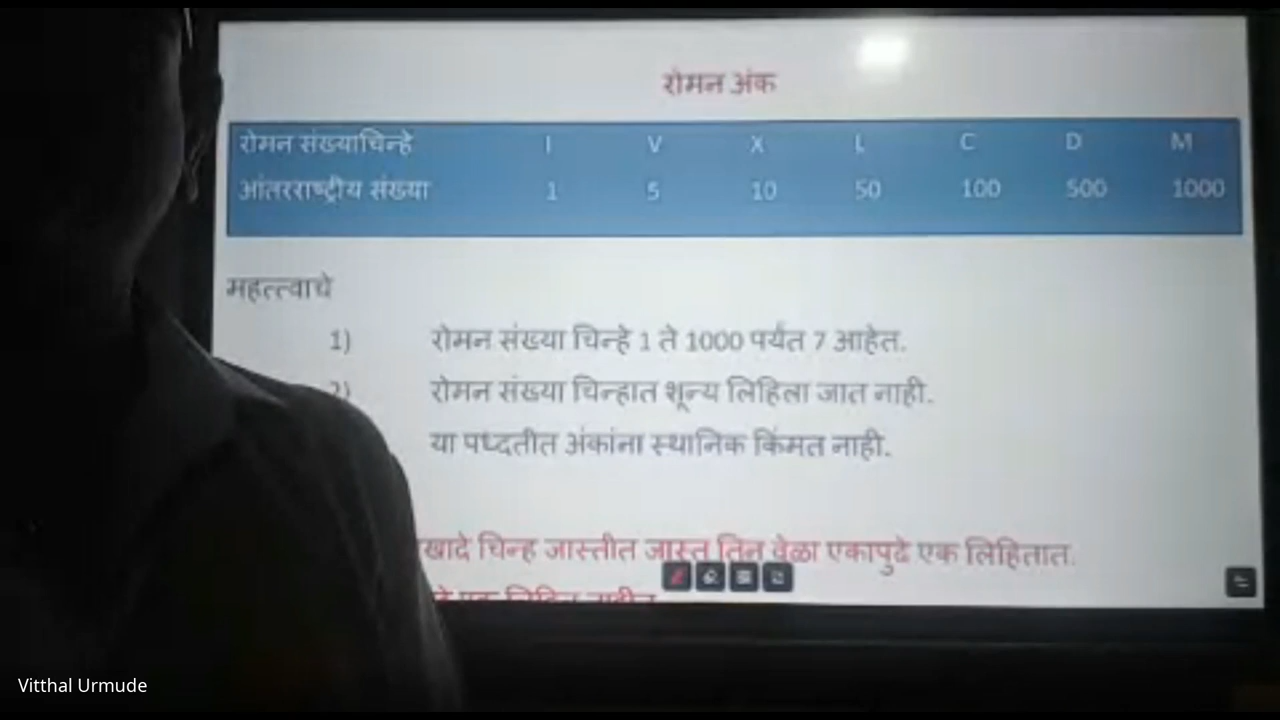 रोमन अंक
रोमन संख्याचिन्हे I V X L C D M
आंतरराष्ट्रीय संख्या 1 5 10 50 100 500 1000
महत्त्वाचे
1) रोमन संख्या चिन्हे 1 ते 1000 पर्यंत 7 आहेत.
2) रोमन संख्या चिन्हात शून्य लिहिला जात नाही.
या पध्दतीत अंकांना स्थानिक किंमत नाही.
चिन्ह जास्तीत जास्त तिन वेळा एकापुढे एक लिहितात.
Vitthal Urmude